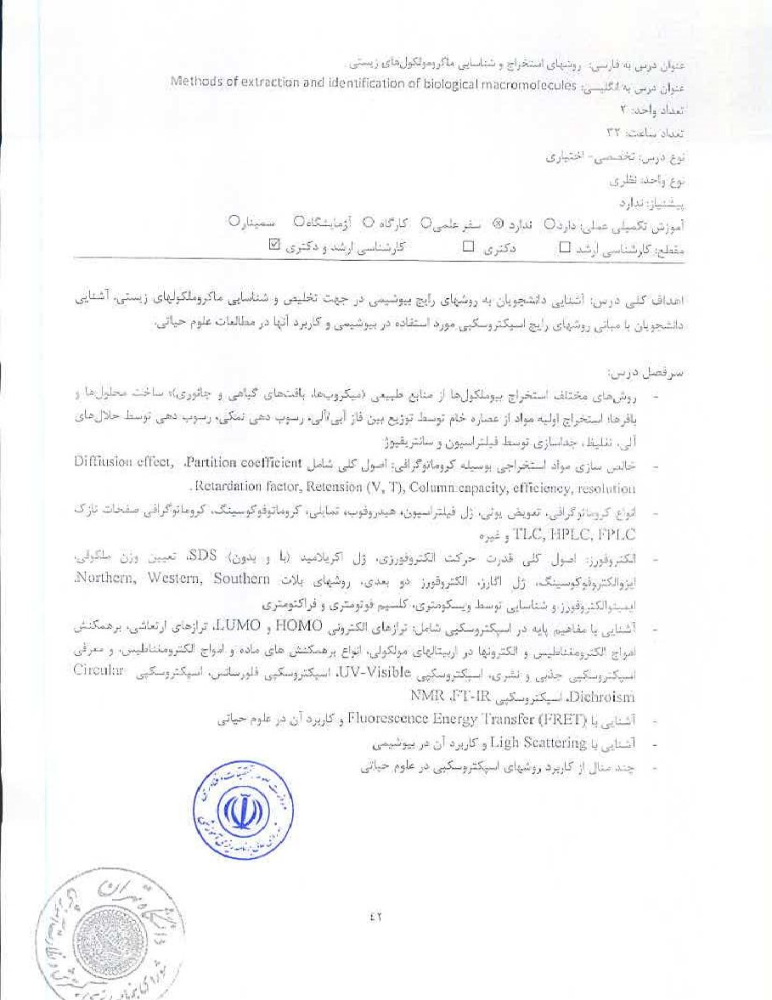 عنوان درس به فارسی: روشهای استخراج و شناسایی ماکرومولکول‌های زیستی
عنوان درس به انگلیسی: Methods of extraction and identification of biological macromolecules
تعداد واحد: ۲
تعداد ساعت: ۳۲
نوع درس: تخصصی- اختیاری
نوع واحد: نظری
پیشنیاز: ندارد
آموزش تکمیلی عملی: دارد○ ندارد ⊗ سفر علمی○ کارگاه ○ آزمایشگاه○ سمینار○
مقطع: کارشناسی ارشد □ دکتری □ کارشناسی ارشد و دکتری ☑
اهداف کلی درس: آشنایی دانشجویان به روشهای رایج بیوشیمی در جهت تخلیص و شناسایی ماکروملکولهای زیستی، آشنایی
دانشجویان با مبانی روشهای رایج اسپکتروسکپی مورد استفاده در بیوشیمی و کاربرد آنها در مطالعات علوم حیاتی.
سرفصل درس:
- روش‌های مختلف استخراج بیوملکول‌ها از منابع طبیعی (میکروب‌ها، بافت‌های گیاهی و جانوری)؛ ساخت محلول‌ها و
بافرها؛ استخراج اولیه مواد از عصاره خام توسط توزیع بین فاز آبی/آلی، رسوب دهی نمکی، رسوب دهی توسط حلال‌های
آلی، تغلیظ، جداسازی توسط فیلتراسیون و سانتریفیوژ
- خالص سازی مواد استخراجی بوسیله کروماتوگرافی: اصول کلی شامل Diffiusion effect, ،Partition coefficient
Retardation factor, Retension (V, T), Column capacity, efficiency, resolution .
- انواع کروماتوگرافی، تعویض یونی، ژل فیلتراسیون، هیدروفوب، تمایلی، کروماتوفوکوسینگ، کروماتوگرافی صفحات نازک
TLC, HPLC, FPLC و غیره
- الکتروفورز: اصول کلی قدرت حرکت الکتروفورزی، ژل اکریلامید (با و بدون) SDS، تعیین وزن ملکولی،
ایزوالکتروفوکوسینگ، ژل اگارز، الکتروفورز دو بعدی، روشهای بلات Northern, Western, Southern،
ایمینوالکتروفورز و شناسایی توسط ویسکومتری، کلسیم فوتومتری و فراکتومتری
- آشنایی با مفاهیم پایه در اسپکتروسکپی شامل: ترازهای الکترونی HOMO و LUMO، ترازهای ارتعاشی، برهمکنش
امواج الکترومغناطیس و الکترونها در اربیتالهای مولکولی، انواع برهمکنش های ماده و امواج الکترومغناطیس، و معرفی
اسپکتروسکپی جذبی و نشری، اسپکتروسکپی UV-Visible، اسپکتروسکپی فلورسانس، اسپکتروسکپی Circular
Dichroism، اسپکتروسکپی NMR ،FT-IR
- آشنایی با Fluorescence Energy Transfer (FRET) و کاربرد آن در علوم حیاتی
- آشنایی با Ligh Scattering و کاربرد آن در بیوشیمی
- چند مثال از کاربرد روشهای اسپکتروسکپی در علوم حیاتی
دانشگاه تهران
٤٢